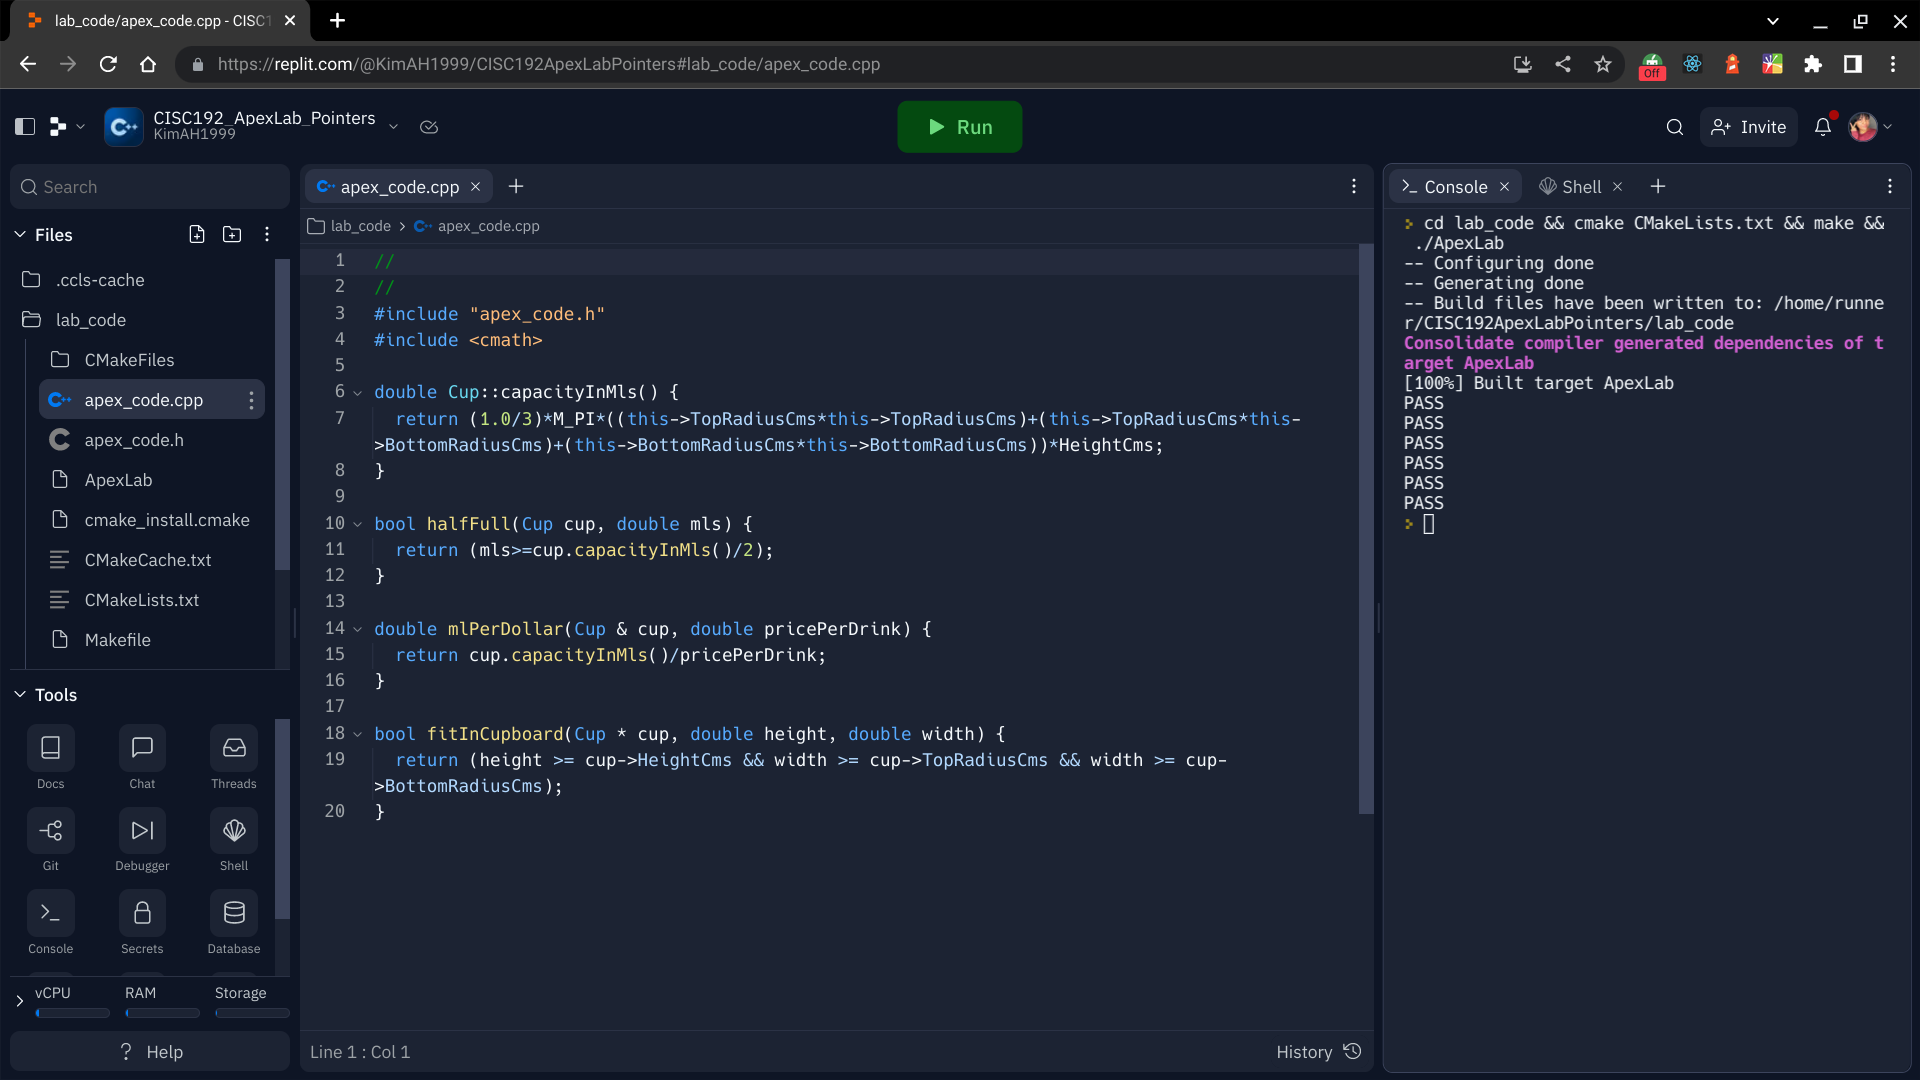 lab_code/apex_code.cpp - CISC1
https://replit.com/@KimAH1999/CISC192ApexLabPointers#lab_code/apex_code.cpp
Off
CISC192_ApexLab_Pointers
KimAH1999
Run
Invite
Search
Files
.ccls-cache
lab_code
CMakeFiles
apex_code.cpp
apex_code.h
ApexLab
cmake_install.cmake
CMakeCache.txt
CMakeLists.txt
Makefile
Tools
Docs
Chat
Threads
Git
Debugger
Shell
Console
Secrets
Database
vCPU
RAM
Storage
? Help
apex_code.cpp
lab_code > apex_code.cpp
1 //
2 //
3 #include "apex_code.h"
4 #include <cmath>
5
6 double Cup::capacityInMls() {
7 return (1.0/3)*M_PI*((this->TopRadiusCms*this->TopRadiusCms)+(this->TopRadiusCms*this-
>BottomRadiusCms)+(this->BottomRadiusCms*this->BottomRadiusCms))*HeightCms;
8 }
9
10 bool halfFull(Cup cup, double mls) {
11 return (mls>=cup.capacityInMls()/2);
12 }
13
14 double mlPerDollar(Cup & cup, double pricePerDrink) {
15 return cup.capacityInMls()/pricePerDrink;
16 }
17
18 bool fitInCupboard(Cup * cup, double height, double width) {
19 return (height >= cup->HeightCms && width >= cup->TopRadiusCms && width >= cup-
>BottomRadiusCms);
20 }
Line 1 : Col 1
History
Console
Shell
cd lab_code && cmake CMakeLists.txt && make &&
./ApexLab
-- Configuring done
-- Generating done
-- Build files have been written to: /home/runne
r/CISC192ApexLabPointers/lab_code
Consolidate compiler generated dependencies of t
arget ApexLab
[100%] Built target ApexLab
PASS
PASS
PASS
PASS
PASS
PASS